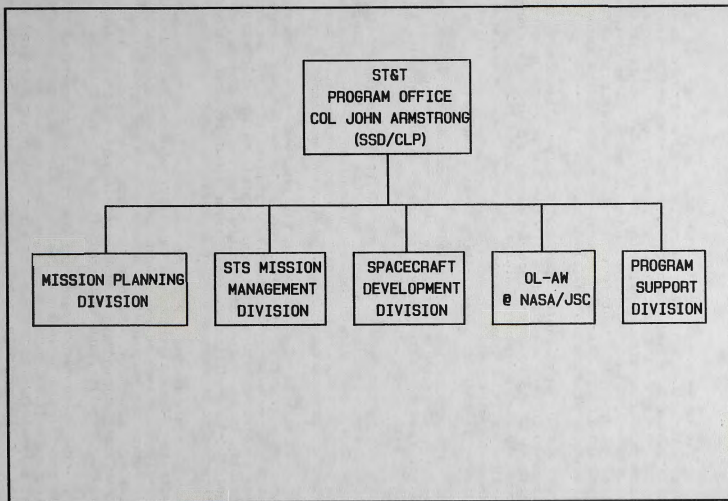 ST&T
PROGRAM OFFICE
COL JOHN ARMSTRONG
(SSD/CLP)
MISSION PLANNING
DIVISION
STS MISSION
MANAGEMENT
DIVISION
SPACECRAFT
DEVELOPMENT
DIVISION
OL-AW
@ NASA/JSC
PROGRAM
SUPPORT
DIVISION